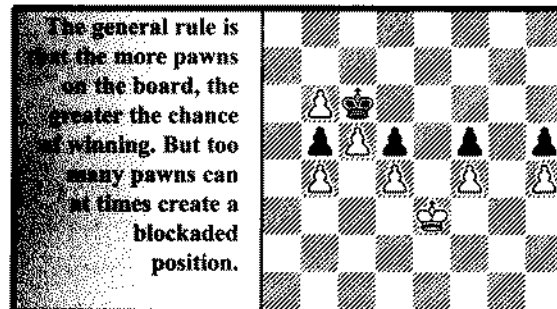 The general rule is
that the more pawns
on the board, the
greater the chance
of winning. But too
many pawns can
at times create a
blockaded
position.